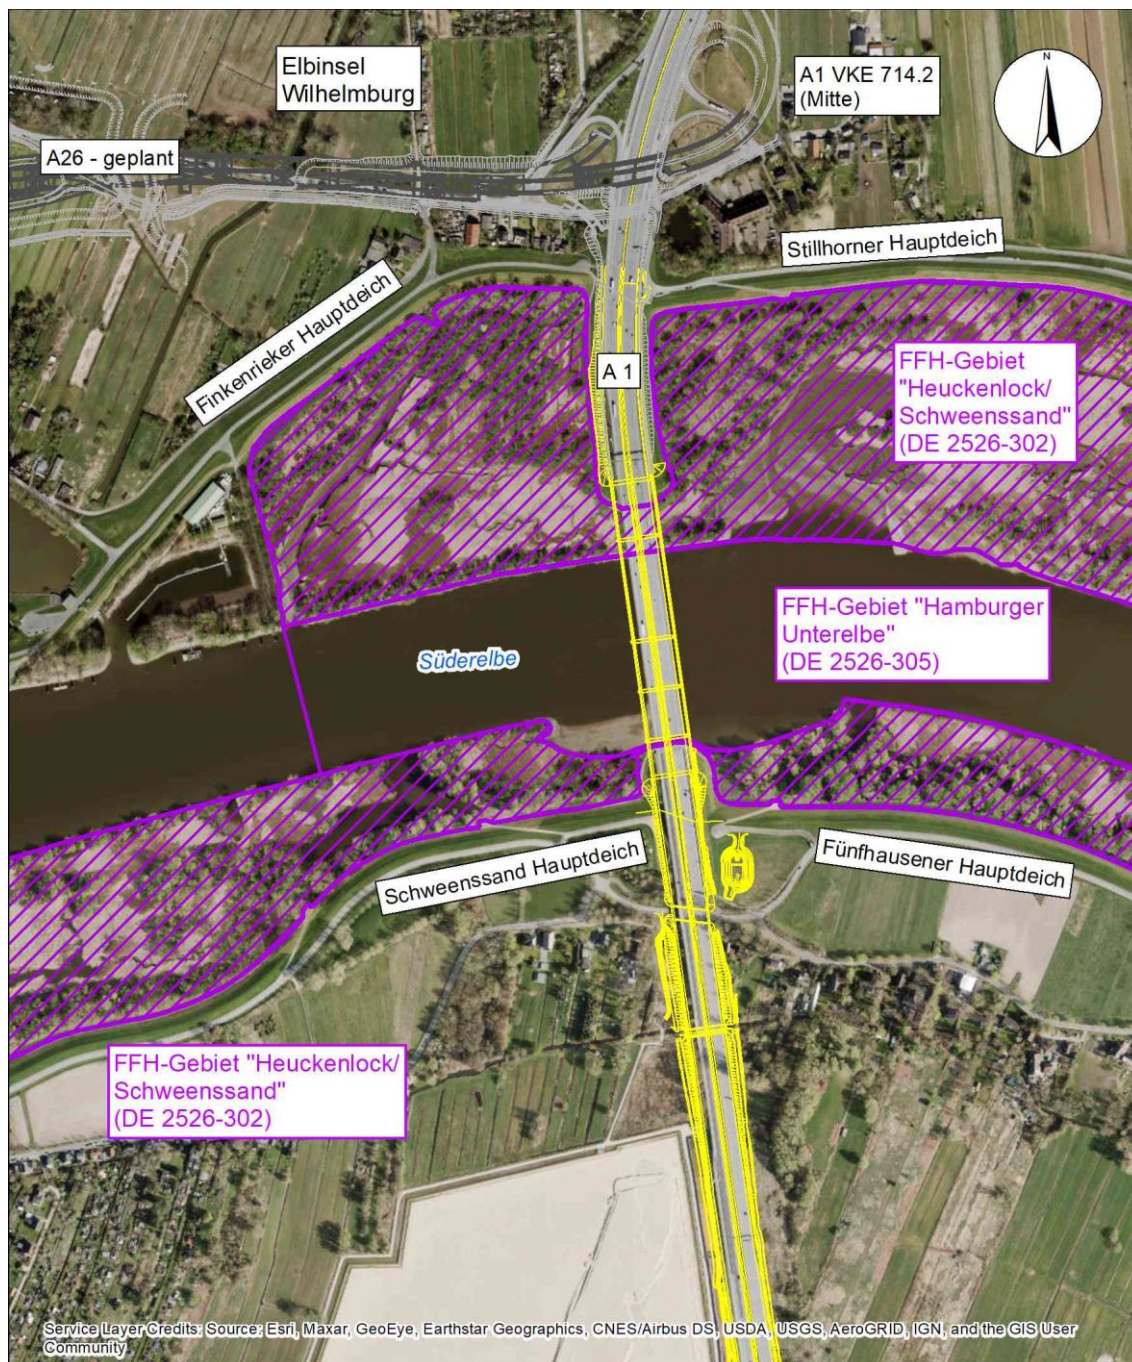 Elbinsel
Wilhelmburg
A1 VKE 714.2
(Mitte)
N
A26 - geplant
Stillhorner Hauptdeich
Finkenrieker Hauptdeich
A 1
FFH-Gebiet
"Heuckenlock/
Schweenssand"
(DE 2526-302)
FFH-Gebiet "Hamburger
Unterelbe"
(DE 2526-305)
Süderelbe
Schweenssand Hauptdeich
Fünfhausener Hauptdeich
FFH-Gebiet "Heuckenlock/
Schweenssand"
(DE 2526-302)
Service Layer Credits: Source: Esri, Maxar, GeoEye, Earthstar Geographics, CNES/Airbus DS, USDA, USGS, AeroGRID, IGN, and the GIS User
Community